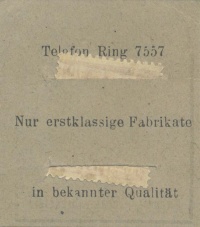 Telefon Ring 7557
Nur erstklassige Fabrikate
in bekannter Qualität